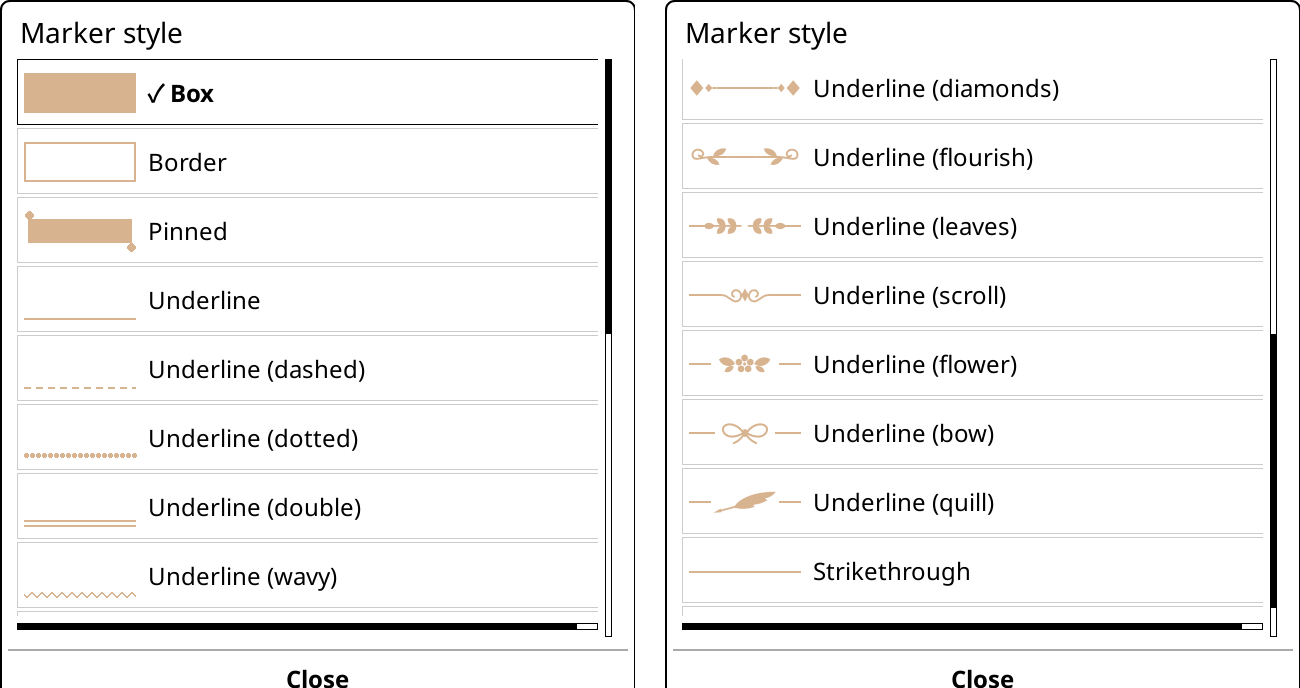 Marker style
✓ Box
Border
Pinned
Underline
Underline (dashed)
Underline (dotted)
Underline (double)
Underline (wavy)
Close
Marker style
Underline (diamonds)
Underline (flourish)
Underline (leaves)
Underline (scroll)
Underline (flower)
Underline (bow)
Underline (quill)
Strikethrough
Close